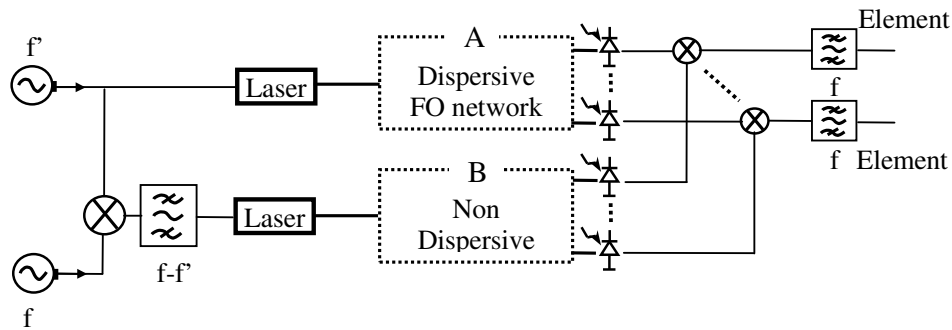 f'
Laser
A
Dispersive
FO network
Element
f
f Element
f-f'
Laser
B
Non
Dispersive
f